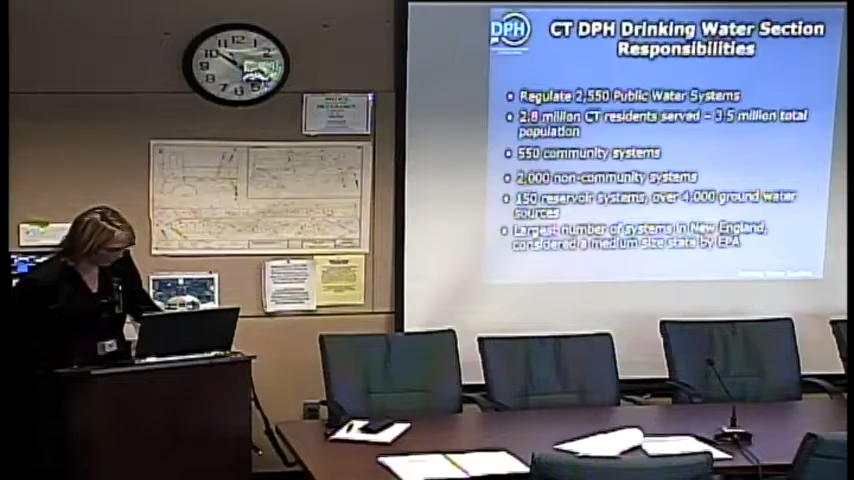 DPH
CT DPH Drinking Water Section
Responsibilities
Regulate 2,550 Public Water Systems
2.8 million CT residents served – 3.5 million total
population
550 community systems
2,000 non-community systems
150 reservoir systems, over 4,000 ground water
sources
Largest number of systems in New England,
considered a medium size state by EPA